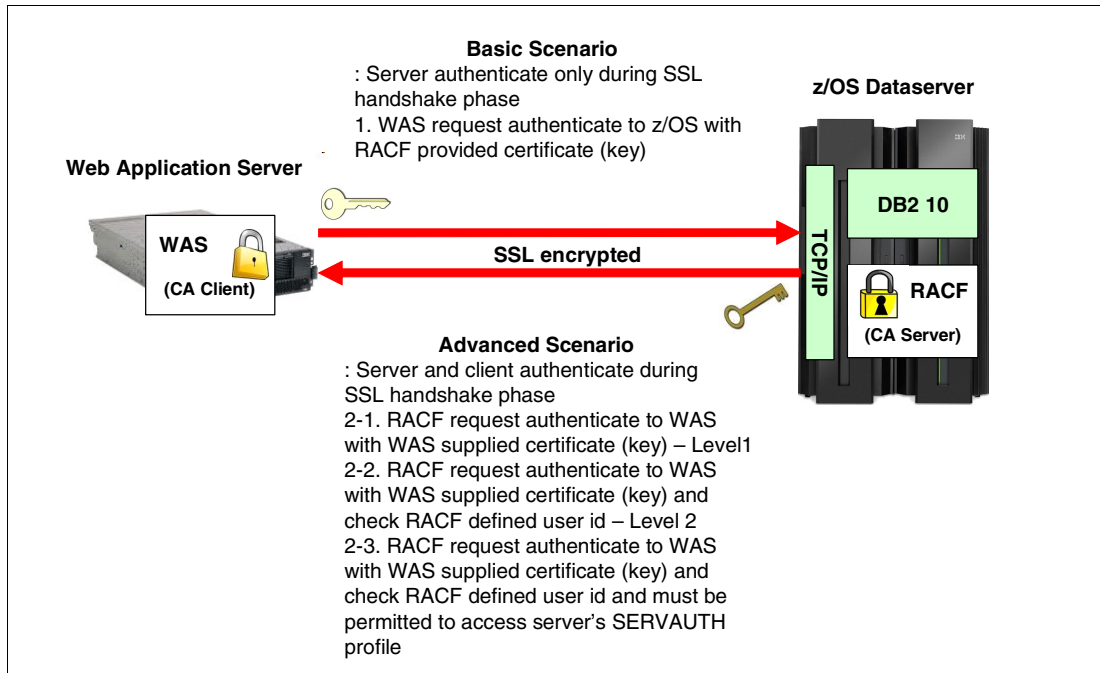 Basic Scenario
: Server authenticate only during SSL
handshake phase
1. WAS request authenticate to z/OS with
RACF provided certificate (key)
z/OS Dataserver
Web Application Server
WAS
(CA Client)
SSL encrypted
TCP/IP
DB2 10
RACF
(CA Server)
Advanced Scenario
: Server and client authenticate during
SSL handshake phase
2-1. RACF request authenticate to WAS
with WAS supplied certificate (key) – Level1
2-2. RACF request authenticate to WAS
with WAS supplied certificate (key) and
check RACF defined user id – Level 2
2-3. RACF request authenticate to WAS
with WAS supplied certificate (key) and
check RACF defined user id and must be
permitted to access server's SERVAUTH
profile